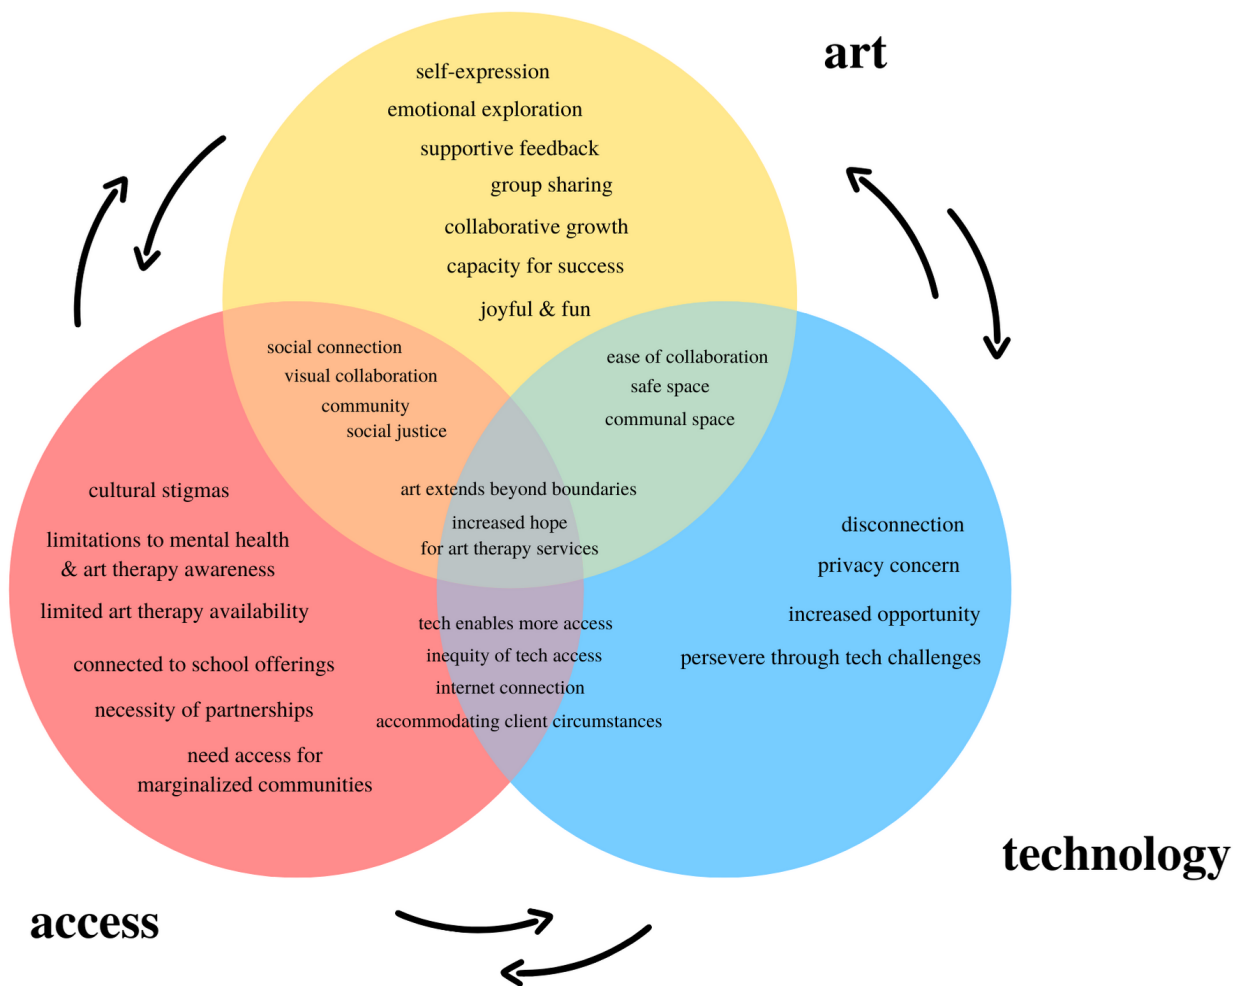 art
self-expression
emotional exploration
supportive feedback
group sharing
collaborative growth
capacity for success
joyful & fun
social connection
visual collaboration
community
social justice
ease of collaboration
safe space
communal space
art extends beyond boundaries
increased hope
for art therapy services
cultural stigmas
limitations to mental health
& art therapy awareness
limited art therapy availability
connected to school offerings
necessity of partnerships
need access for
marginalized communities
tech enables more access
inequity of tech access
internet connection
accommodating client circumstances
disconnection
privacy concern
increased opportunity
persevere through tech challenges
technology
access